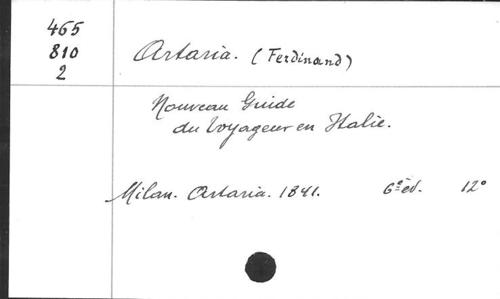 465
810
2
Artaria. (Ferdinand)
Nouveau Guide
du Voyageur en Italie.
Milan. Artaria. 1841. 6e éd. 12°